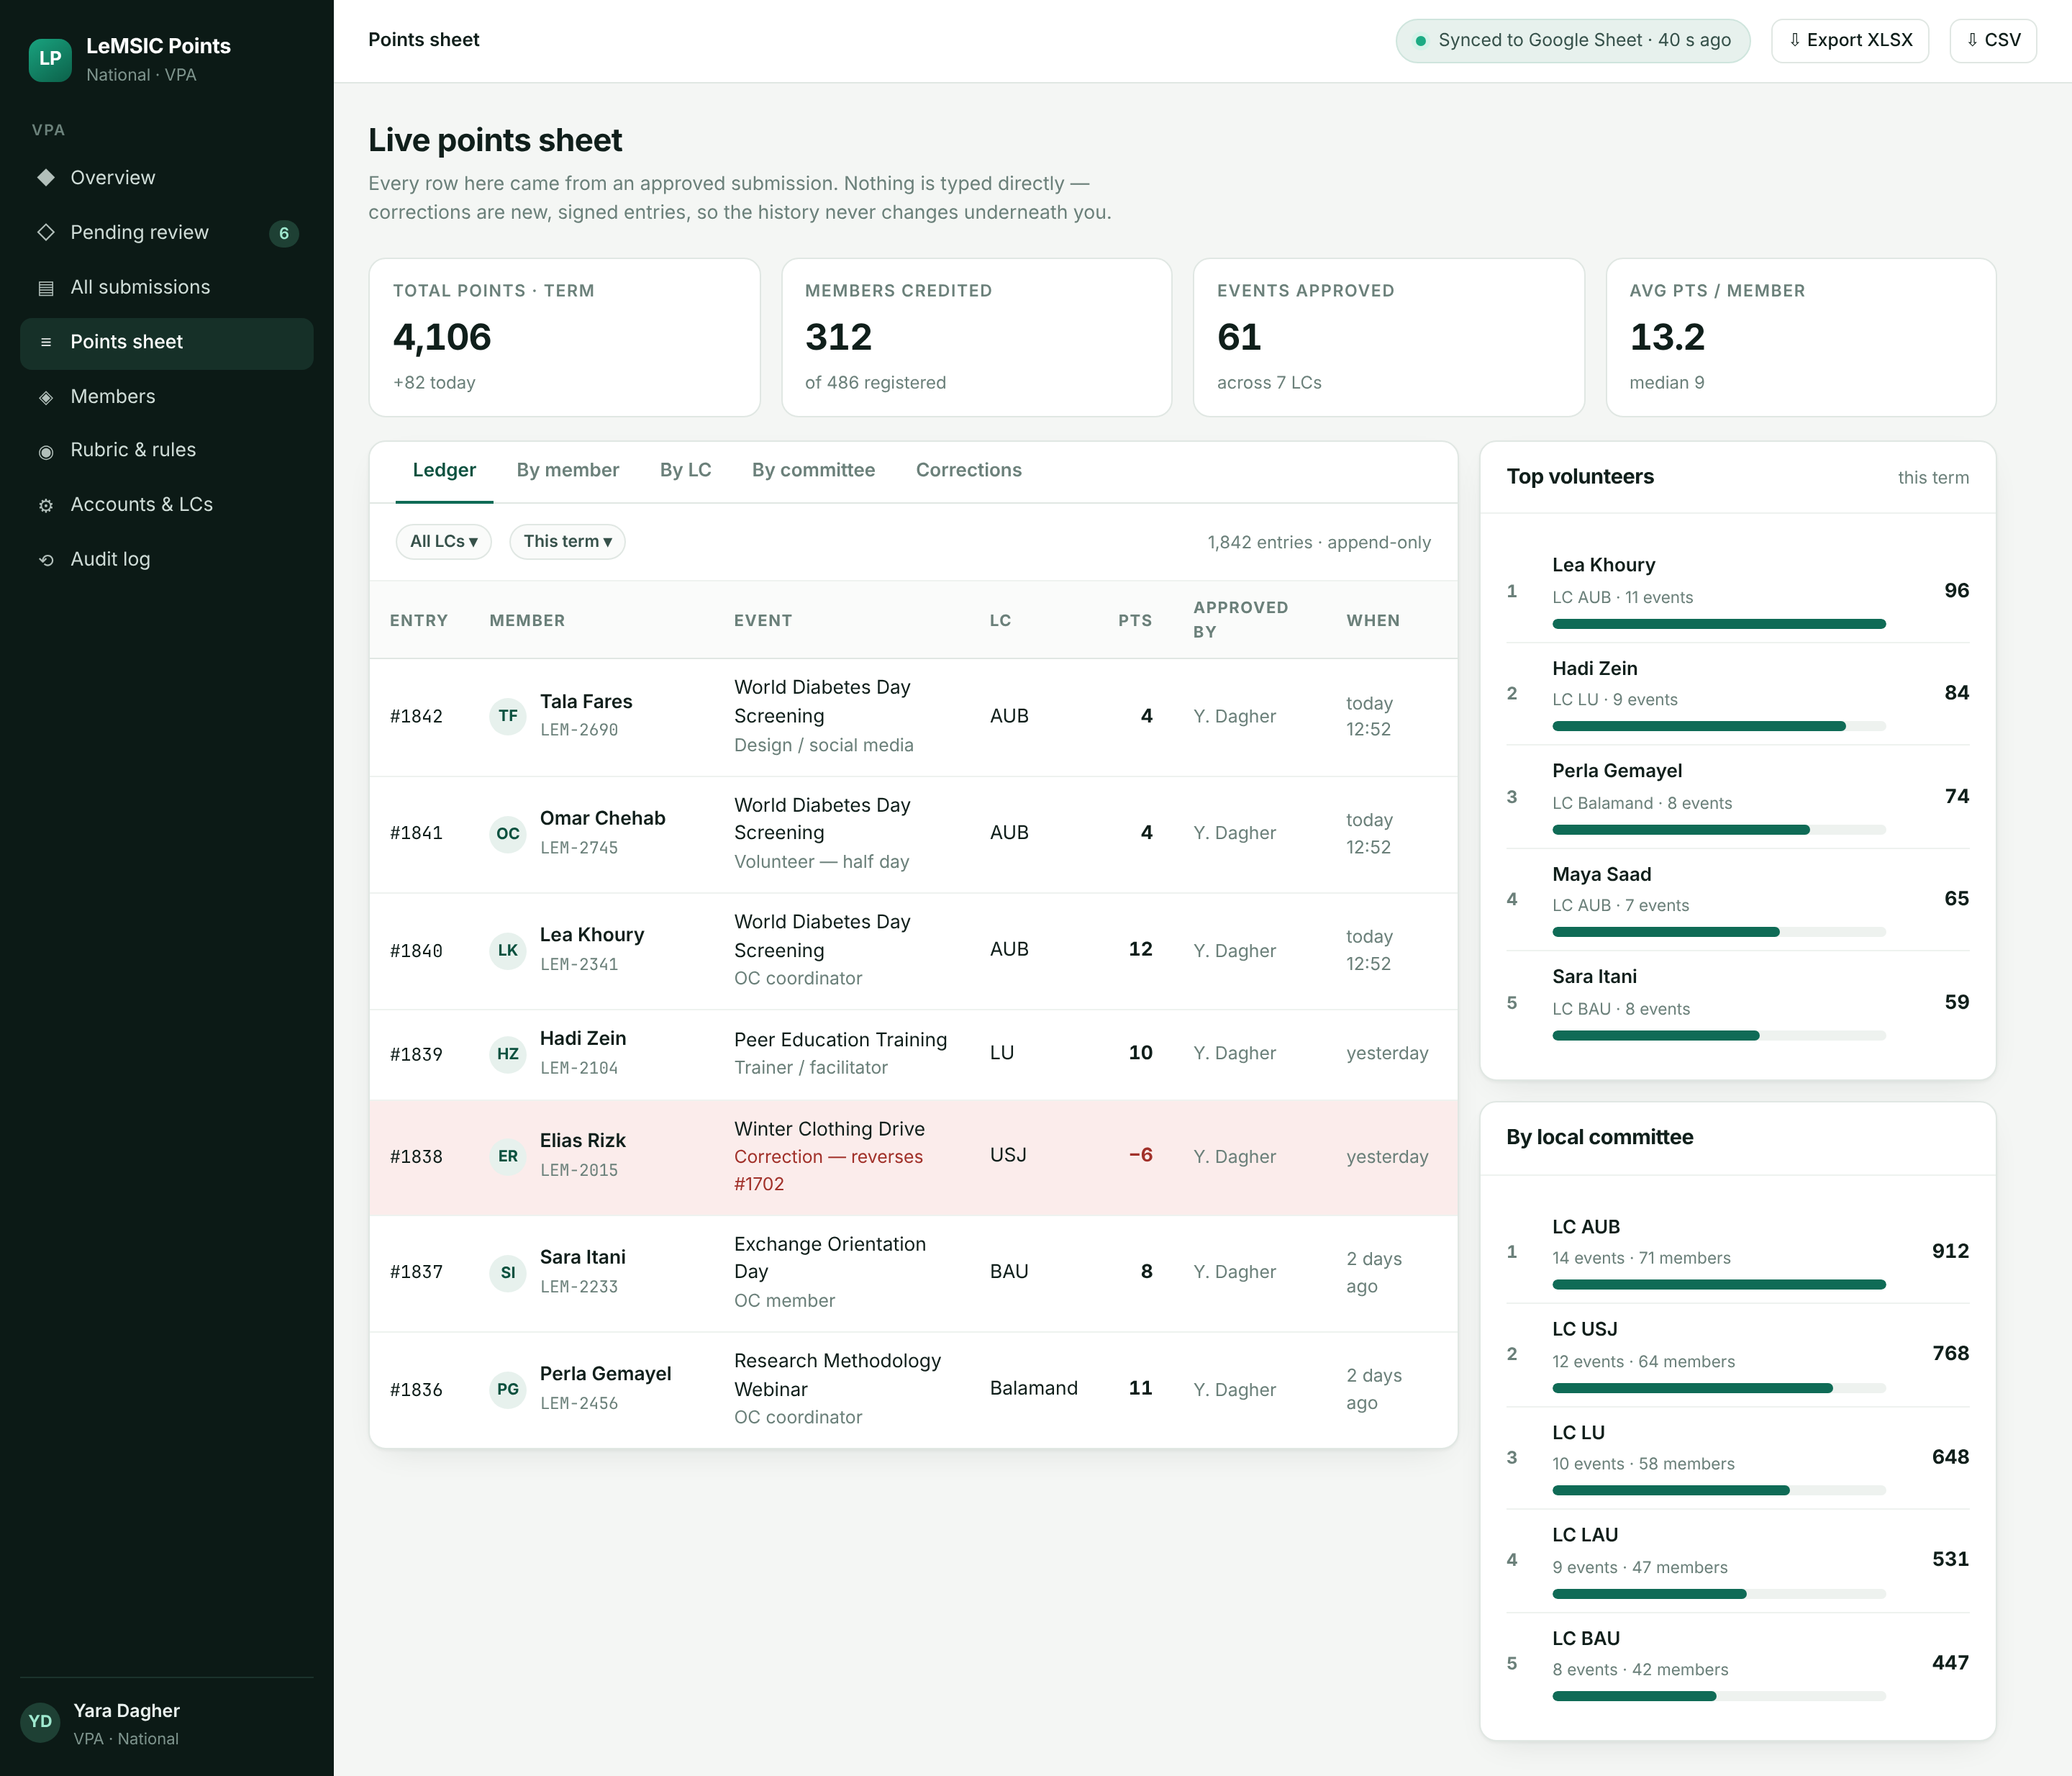 LP
LeMSIC Points
National · VPA
VPA
Overview
Pending review
6
All submissions
Points sheet
Members
Rubric & rules
Accounts & LCs
Audit log
YD
Yara Dagher
VPA · National
Points sheet
Synced to Google Sheet · 40 s ago
⇩ Export XLSX
⇩ CSV
Live points sheet
Every row here came from an approved submission. Nothing is typed directly —
corrections are new, signed entries, so the history never changes underneath you.
TOTAL POINTS · TERM
4,106
+82 today
MEMBERS CREDITED
312
of 486 registered
EVENTS APPROVED
61
across 7 LCs
AVG PTS / MEMBER
13.2
median 9
Ledger
By member
By LC
By committee
Corrections
All LCs ▾
This term ▾
1,842 entries · append-only
ENTRY
MEMBER
EVENT
LC
PTS
APPROVED
BY
WHEN
#1842
TF
Tala Fares
LEM-2690
World Diabetes Day
Screening
Design / social media
AUB
4
Y. Dagher
today
12:52
#1841
OC
Omar Chehab
LEM-2745
World Diabetes Day
Screening
Volunteer — half day
AUB
4
Y. Dagher
today
12:52
#1840
LK
Lea Khoury
LEM-2341
World Diabetes Day
Screening
OC coordinator
AUB
12
Y. Dagher
today
12:52
#1839
HZ
Hadi Zein
LEM-2104
Peer Education Training
Trainer / facilitator
LU
10
Y. Dagher
yesterday
#1838
ER
Elias Rizk
LEM-2015
Winter Clothing Drive
Correction — reverses
#1702
USJ
−6
Y. Dagher
yesterday
#1837
SI
Sara Itani
LEM-2233
Exchange Orientation
Day
OC member
BAU
8
Y. Dagher
2 days
ago
#1836
PG
Perla Gemayel
LEM-2456
Research Methodology
Webinar
OC coordinator
Balamand
11
Y. Dagher
2 days
ago
Top volunteers
this term
1
Lea Khoury
LC AUB · 11 events
96
2
Hadi Zein
LC LU · 9 events
84
3
Perla Gemayel
LC Balamand · 8 events
74
4
Maya Saad
LC AUB · 7 events
65
5
Sara Itani
LC BAU · 8 events
59
By local committee
1
LC AUB
14 events · 71 members
912
2
LC USJ
12 events · 64 members
768
3
LC LU
10 events · 58 members
648
4
LC LAU
9 events · 47 members
531
5
LC BAU
8 events · 42 members
447